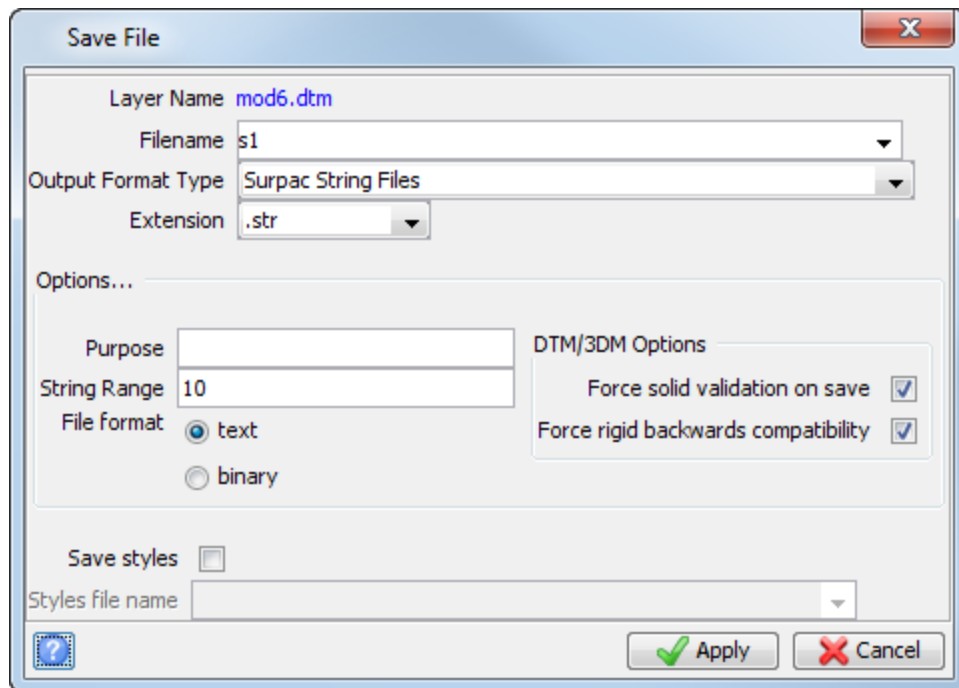 Save File
Layer Name mod6.dtm
Filename s1
Output Format Type Surpac String Files
Extension .str
Options...
Purpose
String Range 10
File format text
binary
DTM/3DM Options
Force solid validation on save
Force rigid backwards compatibility
Save styles
Styles file name
? Apply Cancel